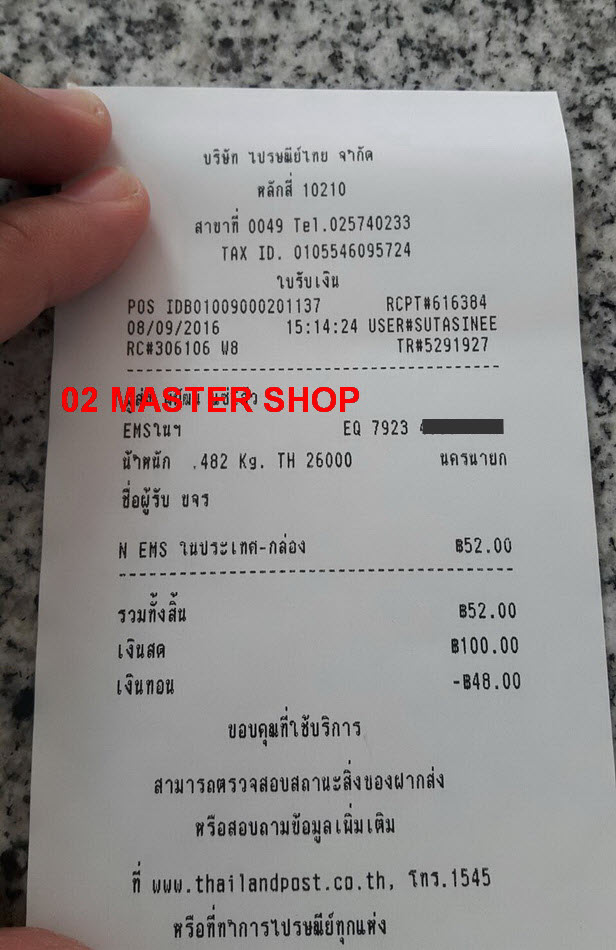 บริษัท ไปรษณีย์ไทย จำกัด
หลักสี่ 10210
สาขาที่ 0049 Tel.025740233
TAX ID. 0105546095724
ใบรับเงิน
POS IDB01009000201137 RCPT#616384
08/09/2016 15:14:24 USER#SUTASINEE
RC#306106 W8 TR#5291927
02 MASTER SHOP
EMSในฯ EQ 7923
น้ำหนัก .482 Kg. TH 26000 นครนายก
ชื่อผู้รับ ขจร
N EMS ในประเทศ-กล่อง ฿52.00
รวมทั้งสิ้น ฿52.00
เงินสด ฿100.00
เงินทอน -฿48.00
ขอบคุณที่ใช้บริการ
สามารถตรวจสอบสถานะสิ่งของฝากส่ง
หรือสอบถามข้อมูลเพิ่มเติม
ที่ www.thailandpost.co.th, โทร.1545
หรือที่ทำการไปรษณีย์ทุกแห่ง